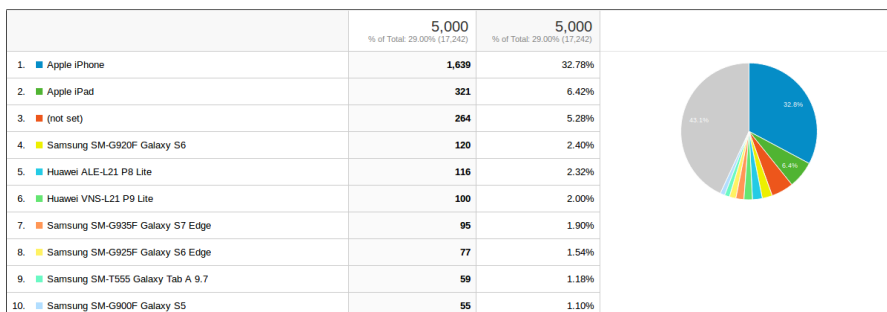 5,000 5,000
% of Total: 29.00% (17,242) % of Total: 29.00% (17,242)
1. Apple iPhone 1,639 32.78%
2. Apple iPad 321 6.42%
3. (not set) 264 5.28%
4. Samsung SM-G920F Galaxy S6 120 2.40%
5. Huawei ALE-L21 P8 Lite 116 2.32%
6. Huawei VNS-L21 P9 Lite 100 2.00%
7. Samsung SM-G935F Galaxy S7 Edge 95 1.90%
8. Samsung SM-G925F Galaxy S6 Edge 77 1.54%
9. Samsung SM-T555 Galaxy Tab A 9.7 59 1.18%
10. Samsung SM-G900F Galaxy S5 55 1.10%
32.8%
43.1%
6.4%